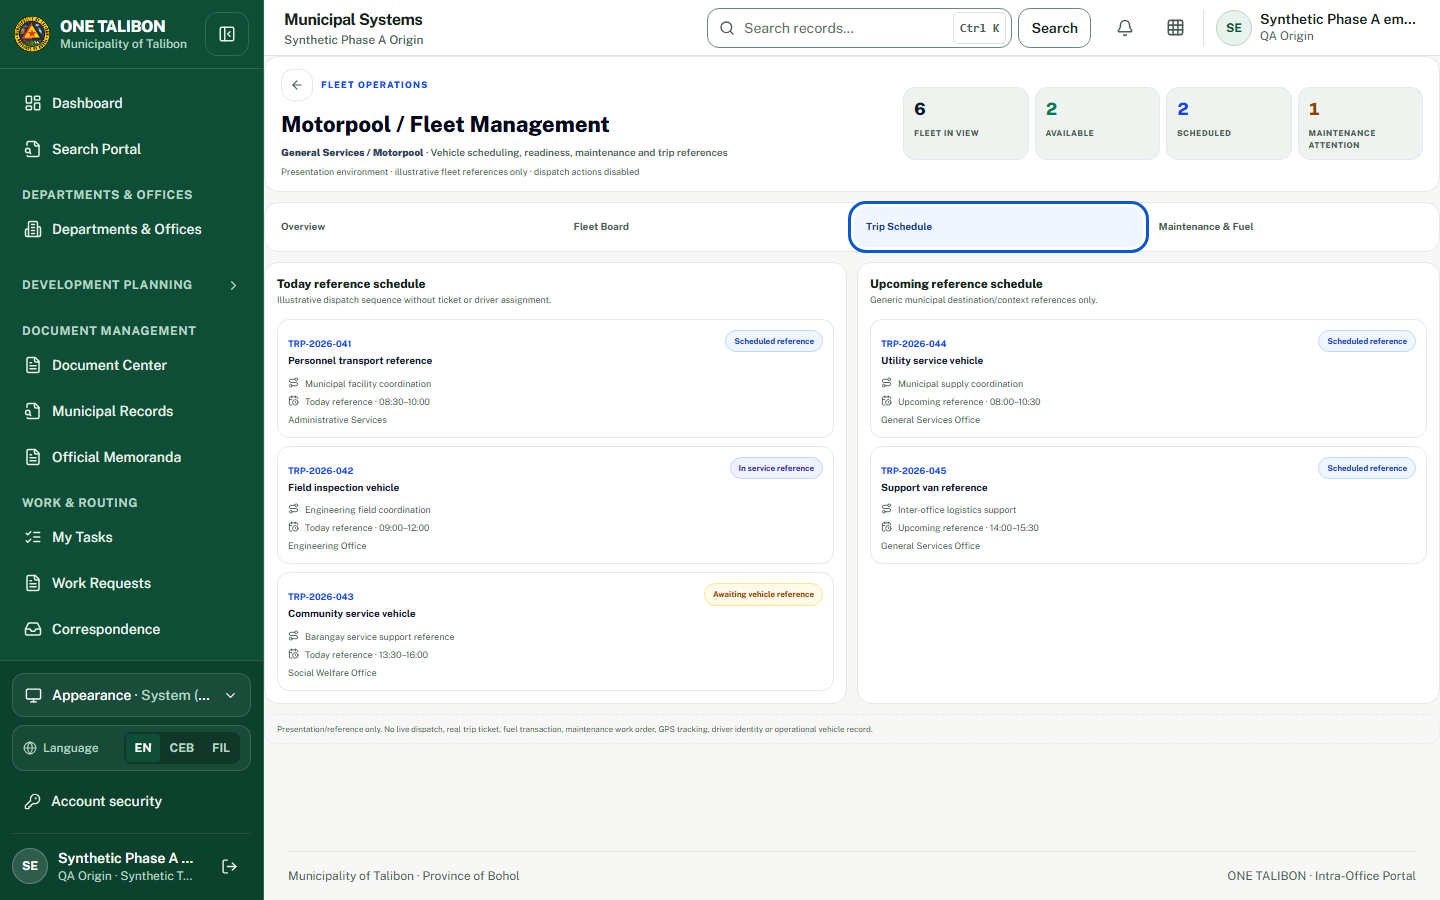 ONE TALIBON
Municipality of Talibon
Dashboard
Search Portal
DEPARTMENTS & OFFICES
Departments & Offices
DEVELOPMENT PLANNING
DOCUMENT MANAGEMENT
Document Center
Municipal Records
Official Memoranda
WORK & ROUTING
My Tasks
Work Requests
Correspondence
Appearance · System (...
Language EN CEB FIL
Account security
SE
Synthetic Phase A ...
QA Origin · Synthetic T...
Municipal Systems
Synthetic Phase A Origin
Search records... Ctrl K
Search
SE
Synthetic Phase A em...
QA Origin
FLEET OPERATIONS
Motorpool / Fleet Management
General Services / Motorpool · Vehicle scheduling, readiness, maintenance and trip references
Presentation environment · illustrative fleet references only · dispatch actions disabled
6
FLEET IN VIEW
2
AVAILABLE
2
SCHEDULED
1
MAINTENANCE
ATTENTION
Overview
Fleet Board
Trip Schedule
Maintenance & Fuel
Today reference schedule
Illustrative dispatch sequence without ticket or driver assignment.
TRP-2026-041
Scheduled reference
Personnel transport reference
Municipal facility coordination
Today reference · 08:30–10:00
Administrative Services
TRP-2026-042
In service reference
Field inspection vehicle
Engineering field coordination
Today reference · 09:00–12:00
Engineering Office
TRP-2026-043
Awaiting vehicle reference
Community service vehicle
Barangay service support reference
Today reference · 13:30–16:00
Social Welfare Office
Upcoming reference schedule
Generic municipal destination/context references only.
TRP-2026-044
Scheduled reference
Utility service vehicle
Municipal supply coordination
Upcoming reference · 08:00–10:30
General Services Office
TRP-2026-045
Scheduled reference
Support van reference
Inter-office logistics support
Upcoming reference · 14:00–15:30
General Services Office
Presentation/reference only. No live dispatch, real trip ticket, fuel transaction, maintenance work order, GPS tracking, driver identity or operational vehicle record.
Municipality of Talibon · Province of Bohol
ONE TALIBON · Intra-Office Portal